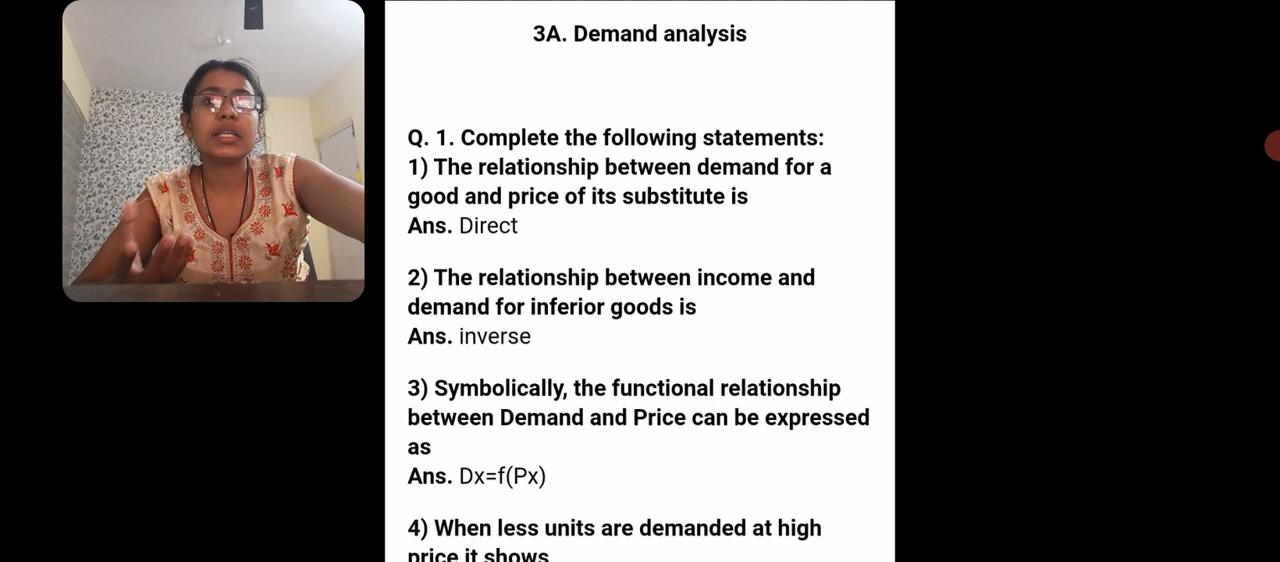 3A. Demand analysis
Q. 1. Complete the following statements:
1) The relationship between demand for a
good and price of its substitute is
Ans. Direct
2) The relationship between income and
demand for inferior goods is
Ans. inverse
3) Symbolically, the functional relationship
between Demand and Price can be expressed
as
Ans. Dx=f(Px)
4) When less units are demanded at high
price it shows